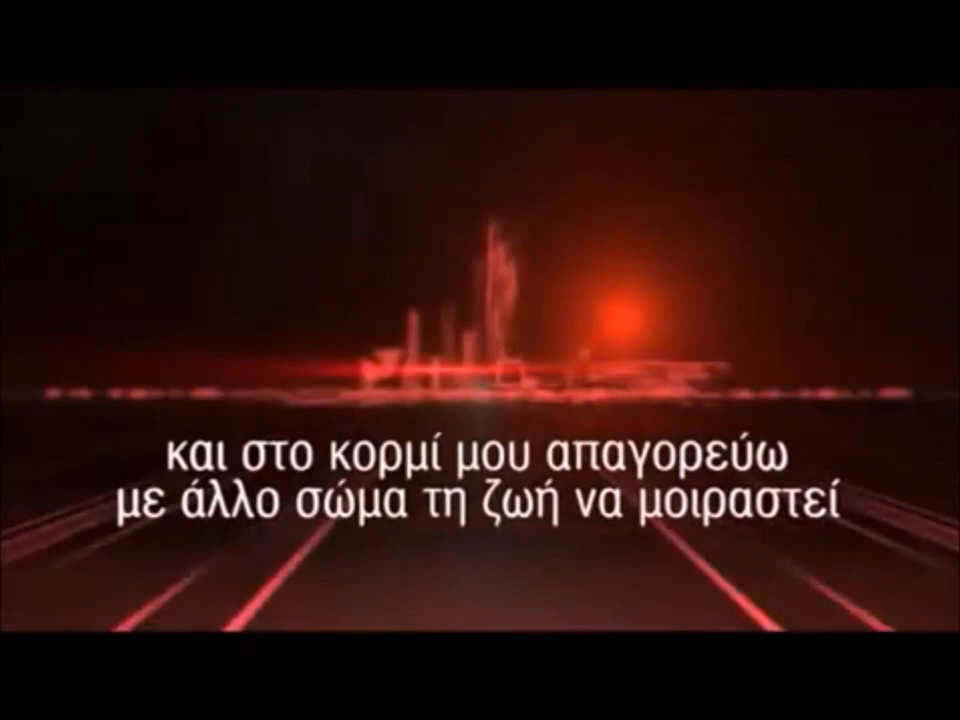 και στο κορμί μου απαγορεύω
με άλλο σώμα τη ζωή να μοιραστεί